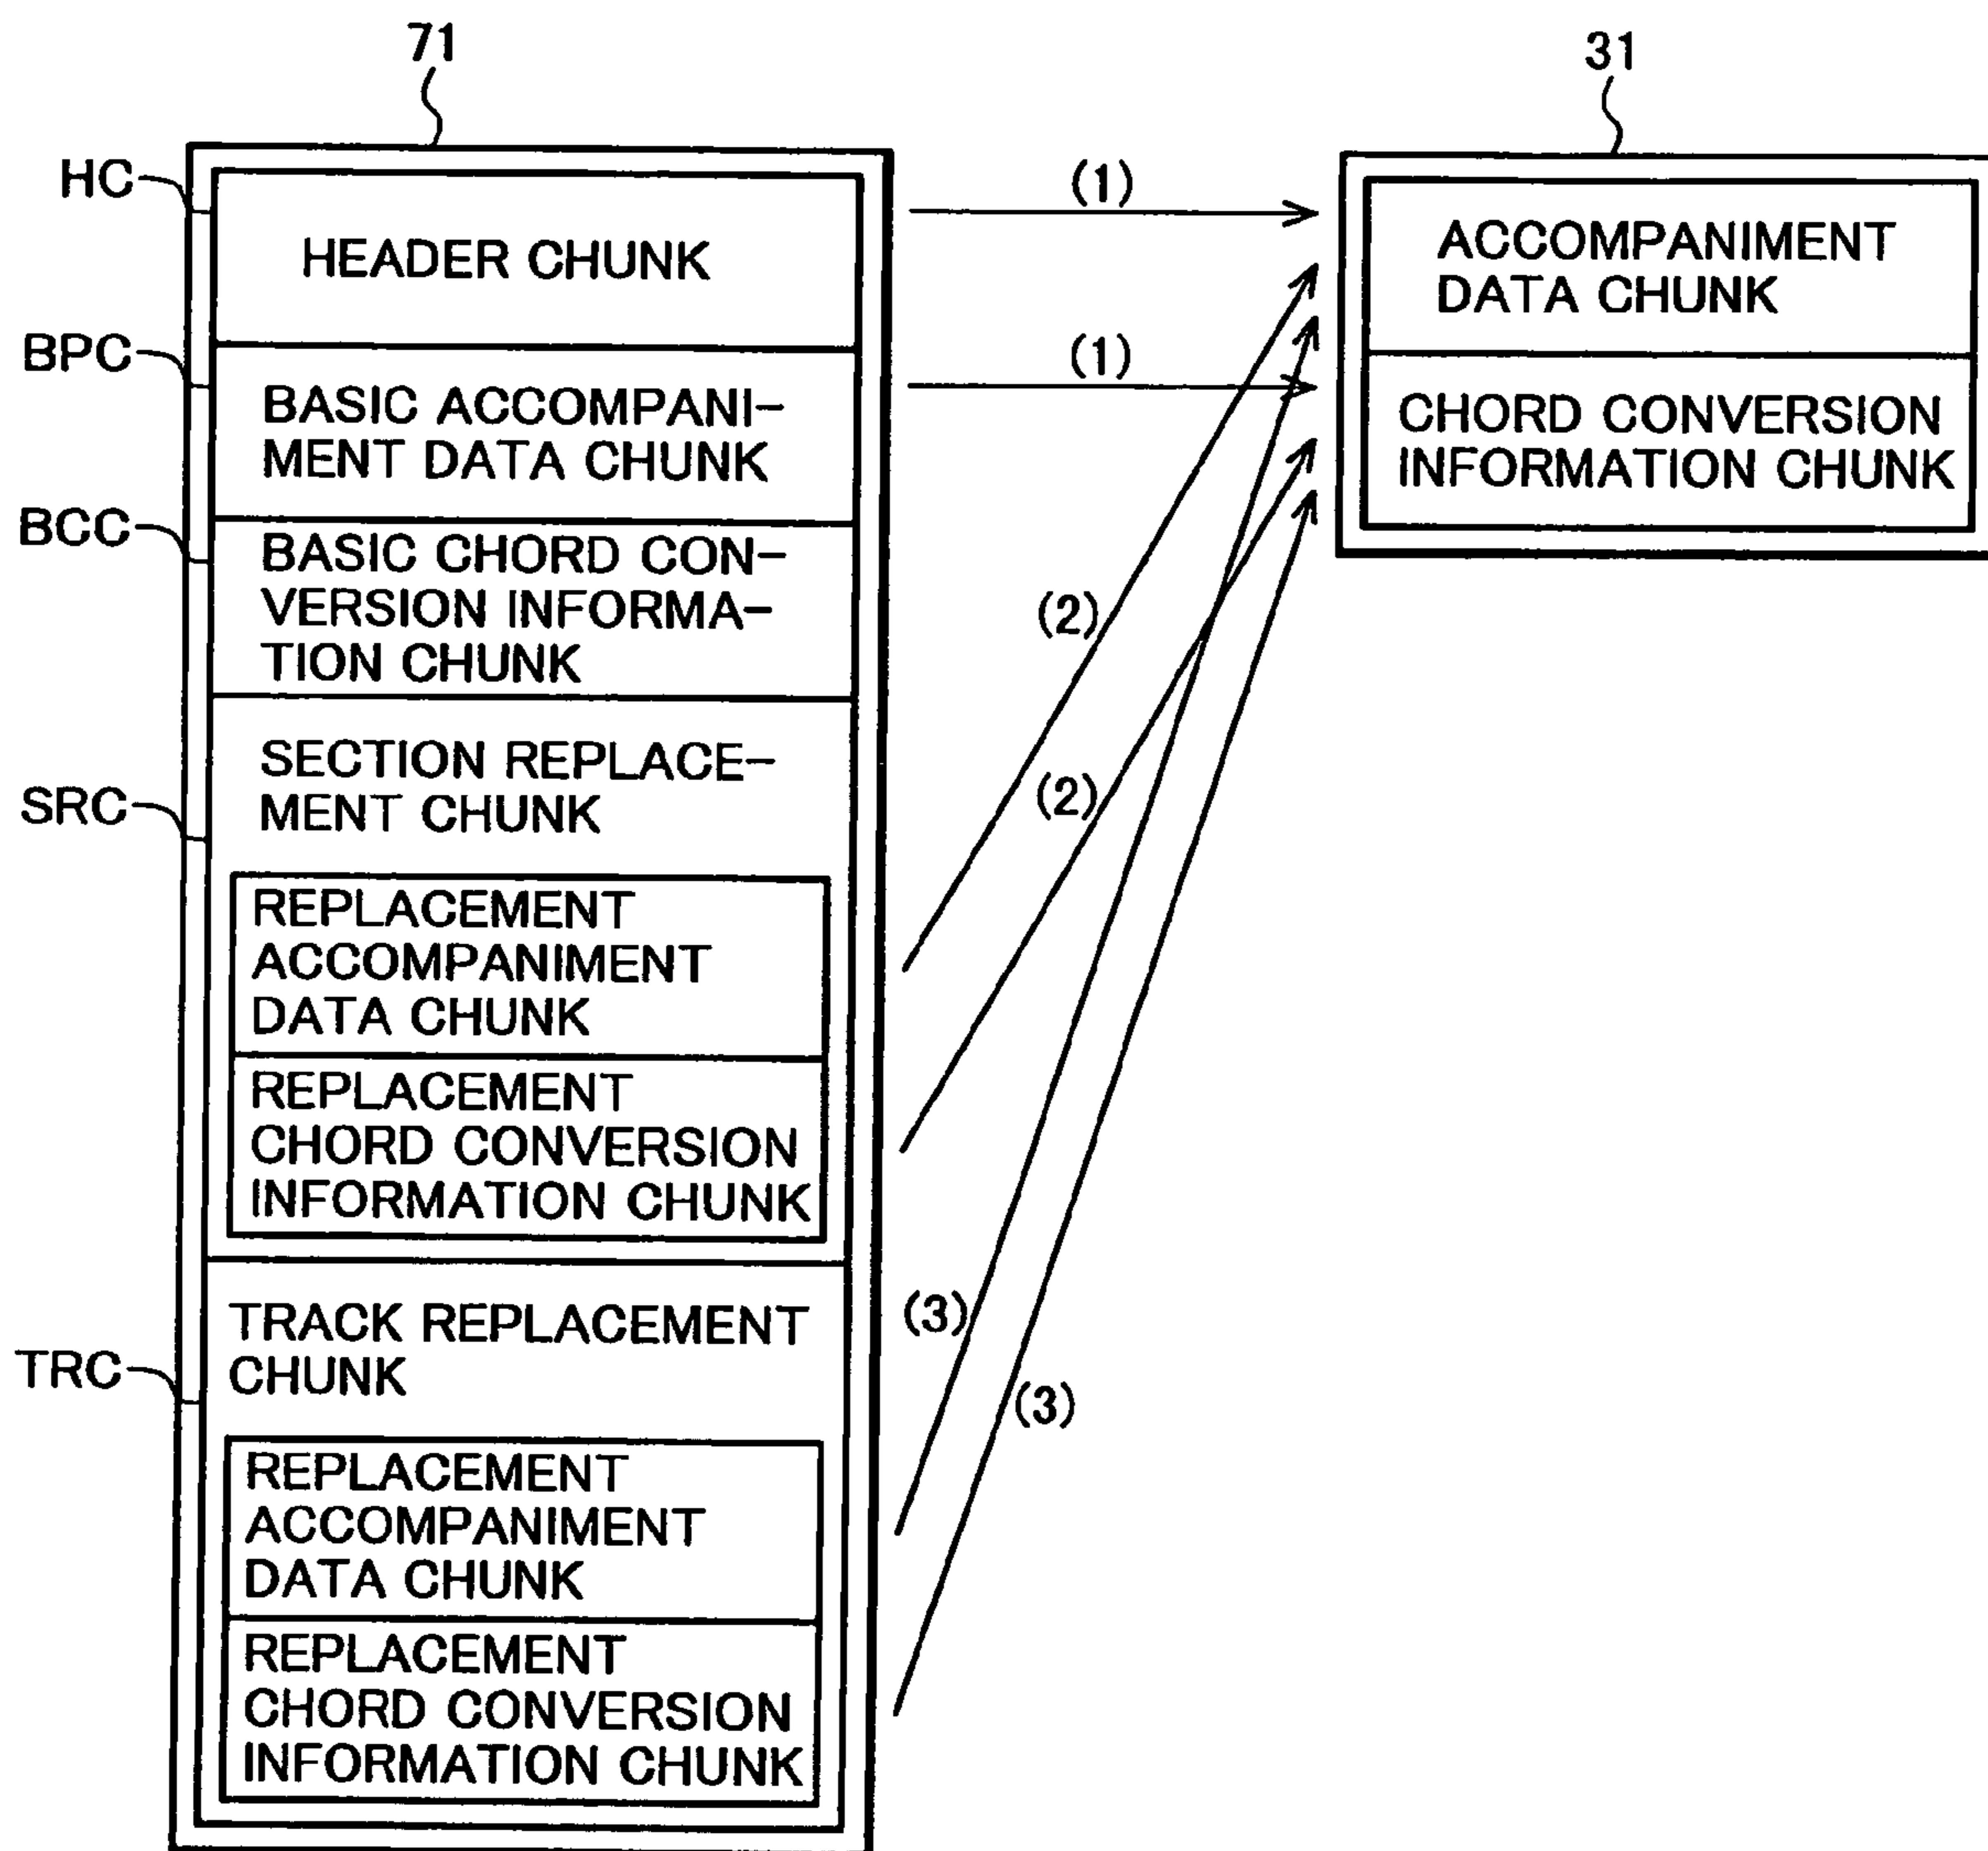 71
31
HC
HEADER CHUNK
(1)
ACCOMPANIMENT
DATA CHUNK
BPC
BASIC ACCOMPANI-
MENT DATA CHUNK
(1)
CHORD CONVERSION
INFORMATION CHUNK
BCC
BASIC CHORD CON-
VERSION INFORMA-
TION CHUNK
(2)
SRC
SECTION REPLACE-
MENT CHUNK
(2)
REPLACEMENT
ACCOMPANIMENT
DATA CHUNK
REPLACEMENT
CHORD CONVERSION
INFORMATION CHUNK
TRC
TRACK REPLACEMENT
CHUNK
(3)
(3)
REPLACEMENT
ACCOMPANIMENT
DATA CHUNK
REPLACEMENT
CHORD CONVERSION
INFORMATION CHUNK